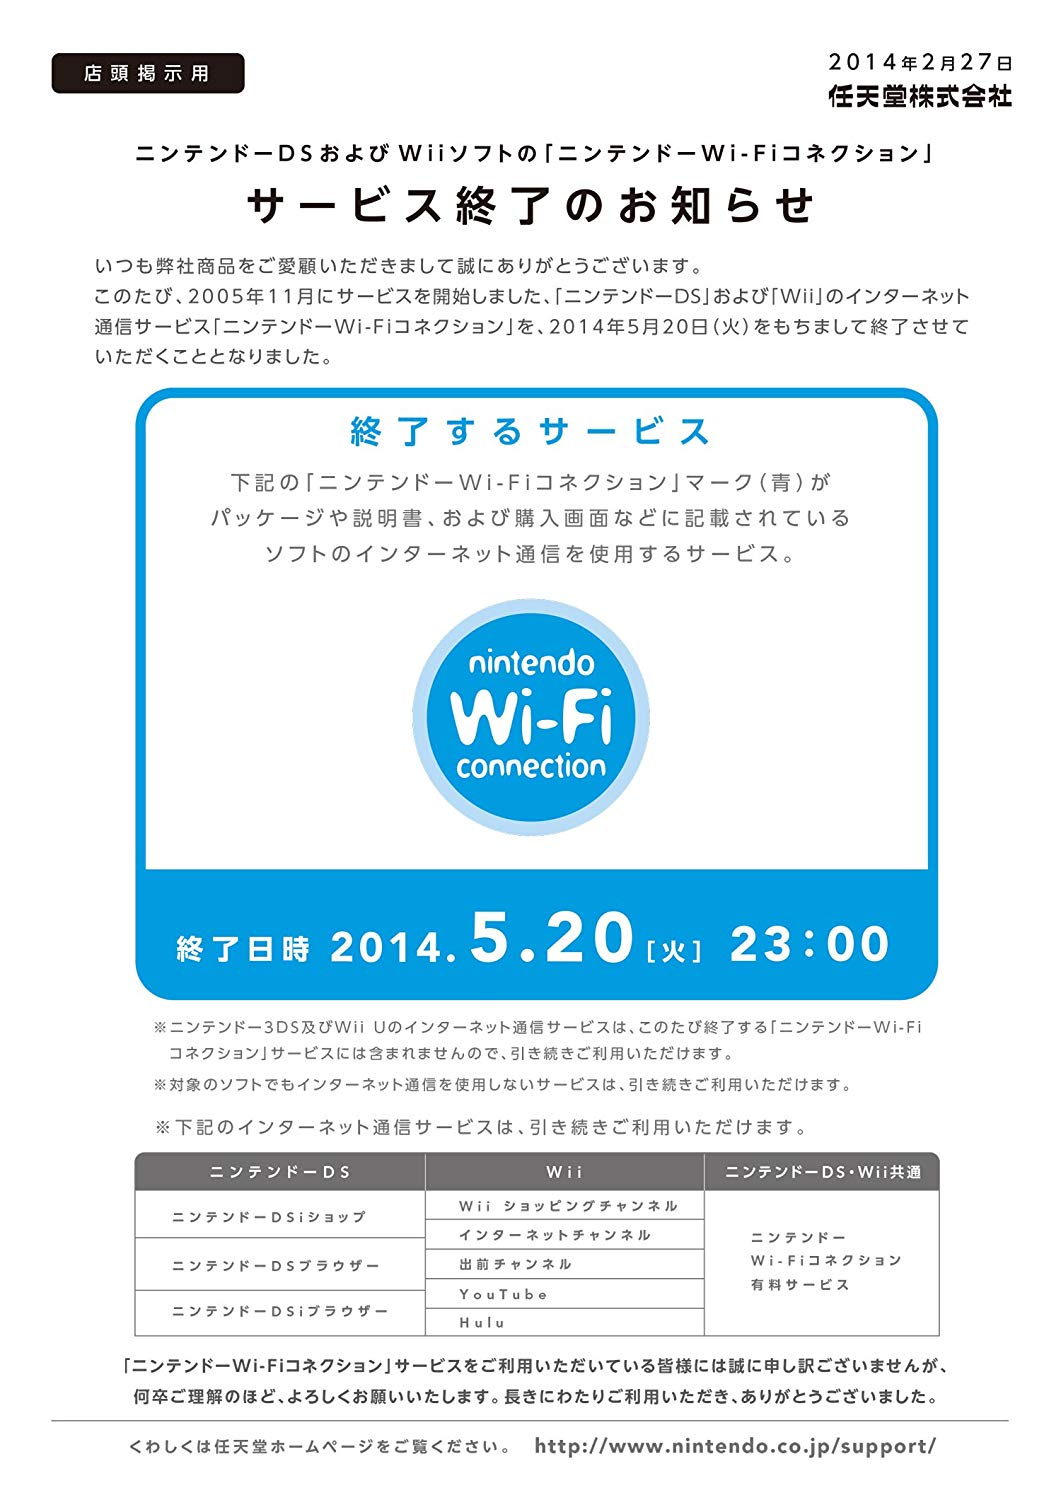 店頭掲示用
2014年2月27日
任天堂株式会社
ニンテンドーDSおよびWiiソフトの「ニンテンドーWi-Fiコネクション」
サービス終了のお知らせ
いつも弊社商品をご愛顧いただきまして誠にありがとうございます。
このたび、2005年11月にサービスを開始しました、「ニンテンドーDS」および「Wii」のインターネット
通信サービス「ニンテンドーWi-Fiコネクション」を、2014年5月20日(火)をもちまして終了させて
いただくこととなりました。
終了するサービス
下記の「ニンテンドーWi-Fiコネクション」マーク(青)が
パッケージや説明書、および購入画面などに記載されている
ソフトのインターネット通信を使用するサービス。
nintendo
Wi-Fi
connection
終了日時 2014. 5.20 [火] 23:00
※ニンテンドー3DS及びWii Uのインターネット通信サービスは、このたび終了する「ニンテンドーWi-Fi
コネクション」サービスには含まれませんので、引き続きご利用いただけます。
※対象のソフトでもインターネット通信を使用しないサービスは、引き続きご利用いただけます。
※下記のインターネット通信サービスは、引き続きご利用いただけます。
ニンテンドーDS
ニンテンドーDSiショップ
ニンテンドーDSブラウザー
ニンテンドーDSiブラウザー
Wii
Wii ショッピングチャンネル
インターネットチャンネル
出前チャンネル
YouTube
Hulu
ニンテンドーDS・Wii共通
ニンテンドー
Wi-Fiコネクション
有料サービス
「ニンテンドーWi-Fiコネクション」サービスをご利用いただいている皆様には誠に申し訳ございませんが、
何卒ご理解のほど、よろしくお願いいたします。長きにわたりご利用いただき、ありがとうございました。
くわしくは任天堂ホームページをご覧ください。 http://www.nintendo.co.jp/support/